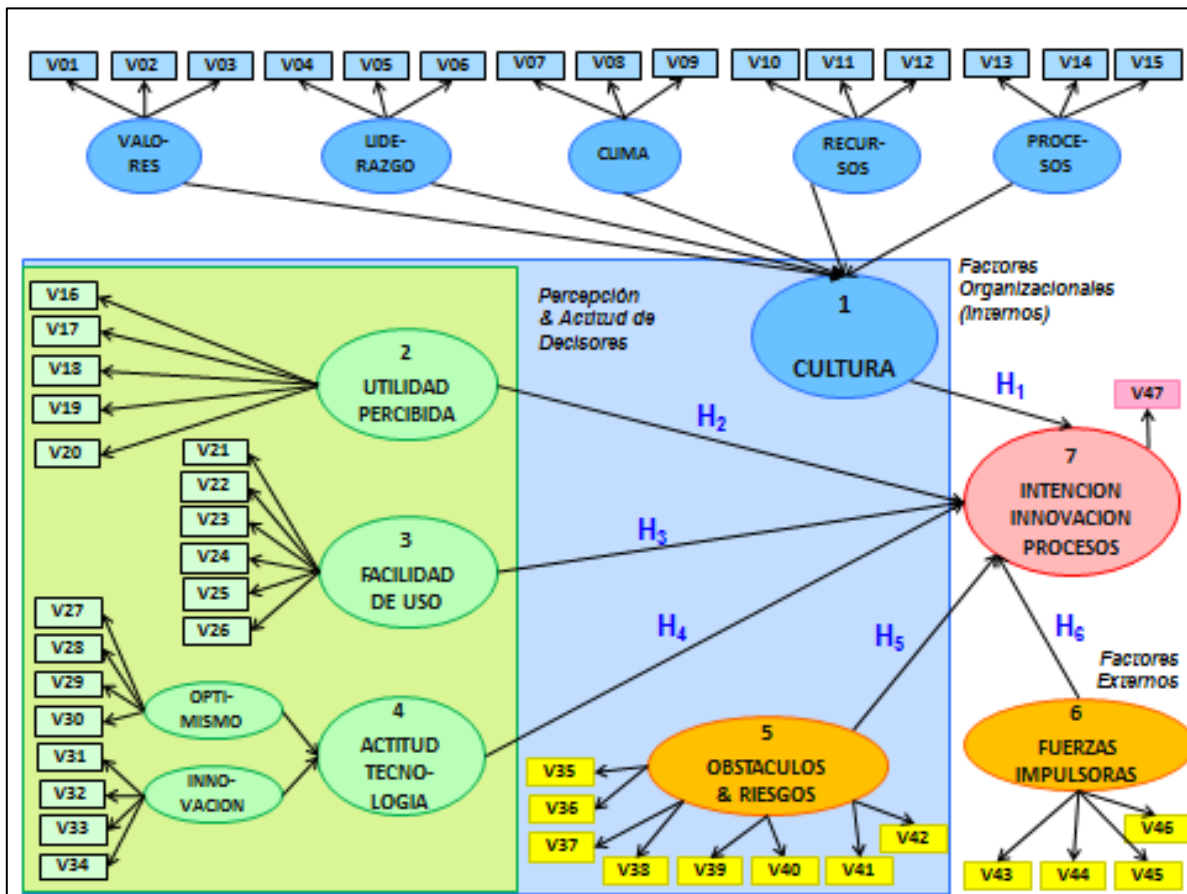 V01
V02
V03
V04
V05
V06
V07
V08
V09
V10
V11
V12
V13
V14
V15
VALO-
RES
LIDE-
RAZGO
CLIMA
RECUR-
SOS
PROCE-
SOS
Percepción
& Actitud de
Decisores
Factores
Organizacionales
(Internos)
1
CULTURA
V16
V17
V18
V19
V20
2
UTILIDAD
PERCIBIDA
H2
H1
V47
7
INTENCION
INNOVACION
PROCESOS
V21
V22
V23
V24
V25
V26
3
FACILIDAD
DE USO
H3
H4
H5
H6
V27
V28
V29
V30
V31
V32
V33
V34
OPTI-
MISMO
INNO-
VACION
4
ACTITUD
TECNO-
LOGIA
Factores
Externos
5
OBSTACULOS
& RIESGOS
6
FUERZAS
IMPULSORAS
V35
V36
V37
V38
V39
V40
V41
V42
V43
V44
V45
V46